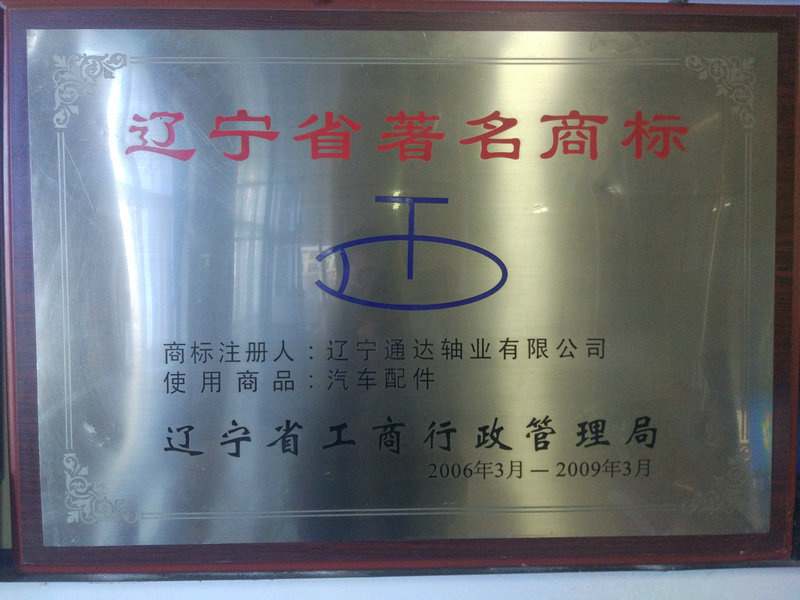 辽宁省著名商标
商标注册人：辽宁通达轴业有限公司
使用商品：汽车配件
辽宁省工商行政管理局
2006年3月－2009年3月